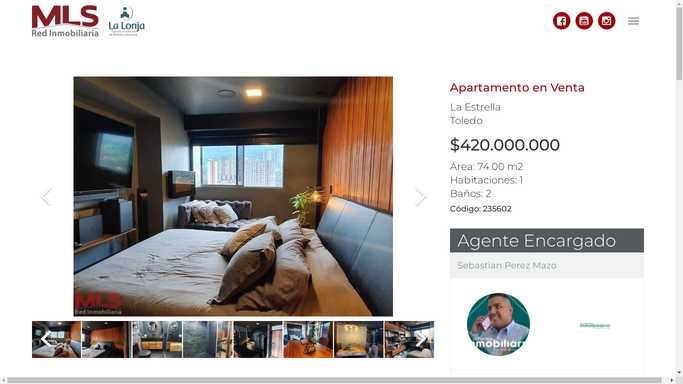 MLS
Red Inmobiliaria
La Lonja
Apartamento en Venta
La Estrella
Toledo
$420.000.000
Área: 74.00 m2
Habitaciones: 1
Baños: 2
Código: 235602
Agente Encargado
Sebastian Perez Mazo
MLS
Red Inmobiliaria